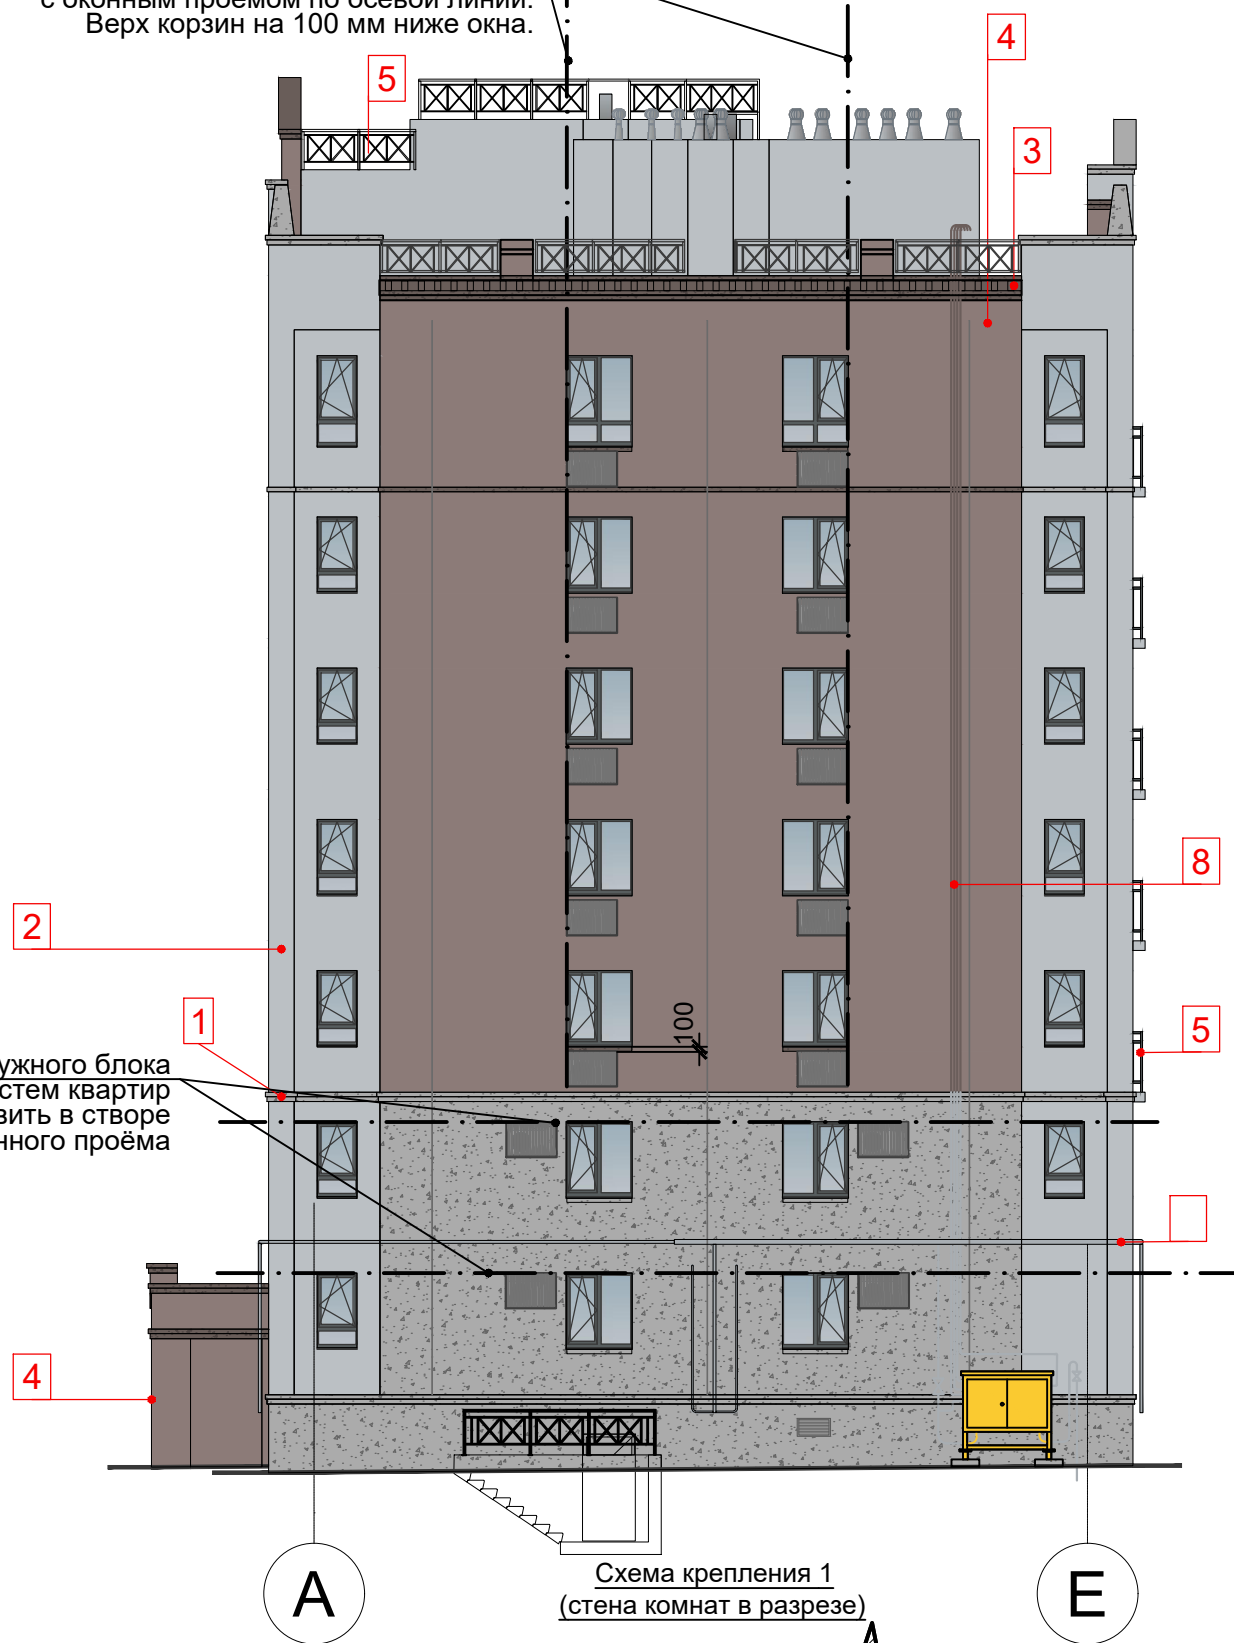 с оконным проемом по осевой линии.
Верх корзин на 100 мм ниже окна.
4
5
3
8
2
1
100
5
ужного блока
стем квартир
вить в створе
нного проёма
4
А
Е
Схема крепления 1
(стена комнат в разрезе)